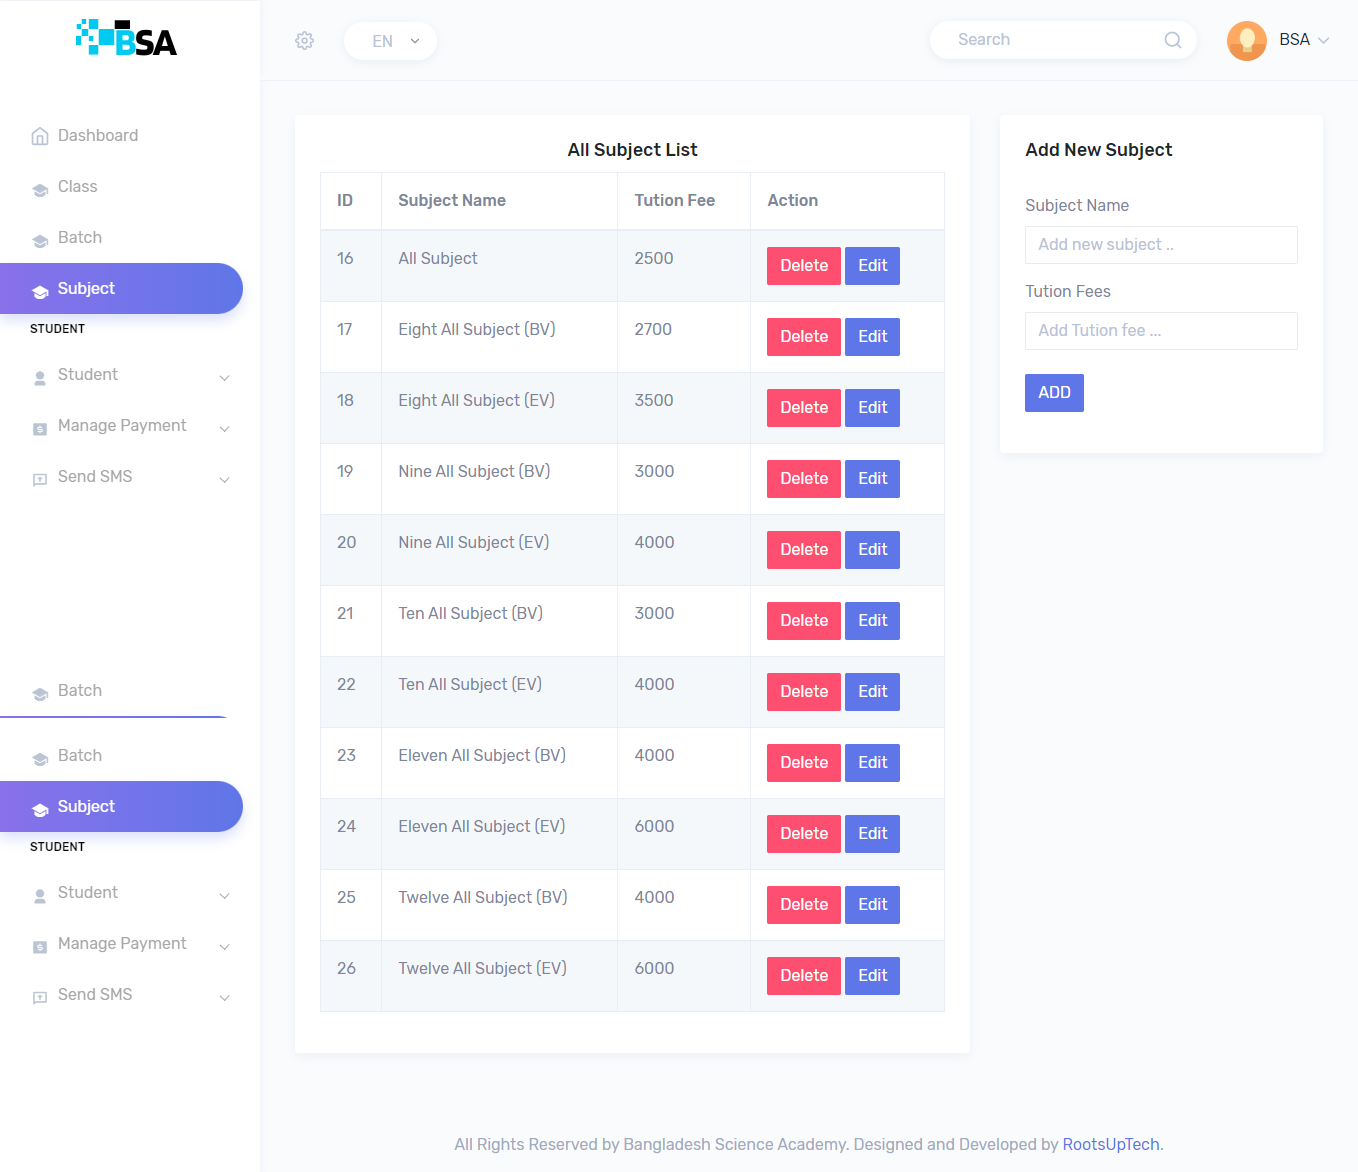 BSA
EN
Search
BSA
Dashboard
Class
Batch
Subject
STUDENT
Student
Manage Payment
Send SMS
Batch
Batch
Subject
STUDENT
Student
Manage Payment
Send SMS
All Subject List
ID Subject Name Tution Fee Action
16 All Subject 2500 Delete Edit
17 Eight All Subject (BV) 2700 Delete Edit
18 Eight All Subject (EV) 3500 Delete Edit
19 Nine All Subject (BV) 3000 Delete Edit
20 Nine All Subject (EV) 4000 Delete Edit
21 Ten All Subject (BV) 3000 Delete Edit
22 Ten All Subject (EV) 4000 Delete Edit
23 Eleven All Subject (BV) 4000 Delete Edit
24 Eleven All Subject (EV) 6000 Delete Edit
25 Twelve All Subject (BV) 4000 Delete Edit
26 Twelve All Subject (EV) 6000 Delete Edit
Add New Subject
Subject Name
Add new subject ..
Tution Fees
Add Tution fee ...
ADD
All Rights Reserved by Bangladesh Science Academy. Designed and Developed by RootsUpTech.